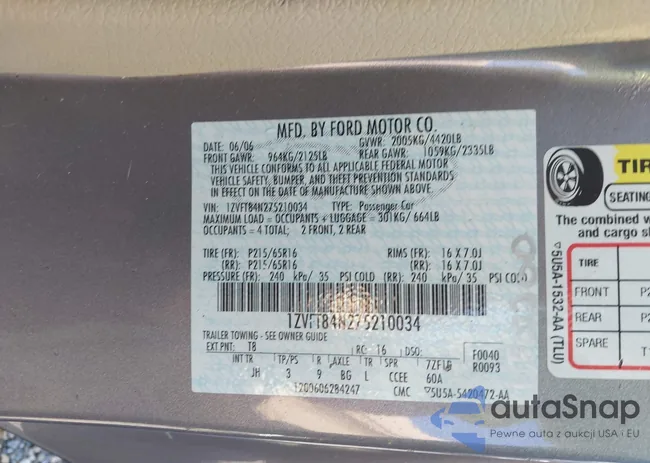 MFD. BY FORD MOTOR CO.
DATE: 06/06 GVWR: 2005KG/4420LB
FRONT GAWR: 964KG/2125LB REAR GAWR: 1059KG/2335LB
THIS VEHICLE CONFORMS TO ALL APPLICABLE FEDERAL MOTOR
VEHICLE SAFETY, BUMPER, AND THEFT PREVENTION STANDARDS
IN EFFECT ON THE DATE OF MANUFACTURE SHOWN ABOVE.
VIN: 1ZVFT84N275210034 TYPE: Passenger Car
MAXIMUM LOAD = OCCUPANTS + LUGGAGE = 301KG/ 664LB
OCCUPANTS = 4 TOTAL; 2 FRONT, 2 REAR
TIRE (FR): P215/65R16 RIMS (FR): 16 X 7.0J
(RR): P215/65R16 (RR): 16 X 7.0J
PRESSURE (FR): 240 kPa/ 35 PSI COLD (RR): 240 kPa/ 35 PSI COLD
1ZVFT84N275210034
TRAILER TOWING - SEE OWNER GUIDE
EXT PNT: T8 RC: 16 DSO: F0040
INT TR TP/PS R AXLE TR SPR R0093
JH 3 9 BG L CCEE 60A
1200606284247 CMC ▽5U5A-5420472-AA
TIR
SEATING
The combined w
and cargo sh
TIRE
FRONT P2
REAR P2
SPARE T1
▽5U5A-1532-AA (TLU)
autaSnap
Pewne auta z aukcji USA i EU